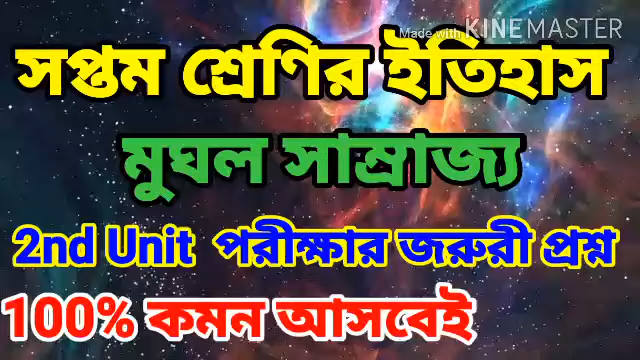 Made with KINEMASTER
সপ্তম শ্রেণির ইতিহাস
মুঘল সাম্রাজ্য
2nd Unit পরীক্ষার জরুরী প্রশ্ন
100% কমন আসবেই